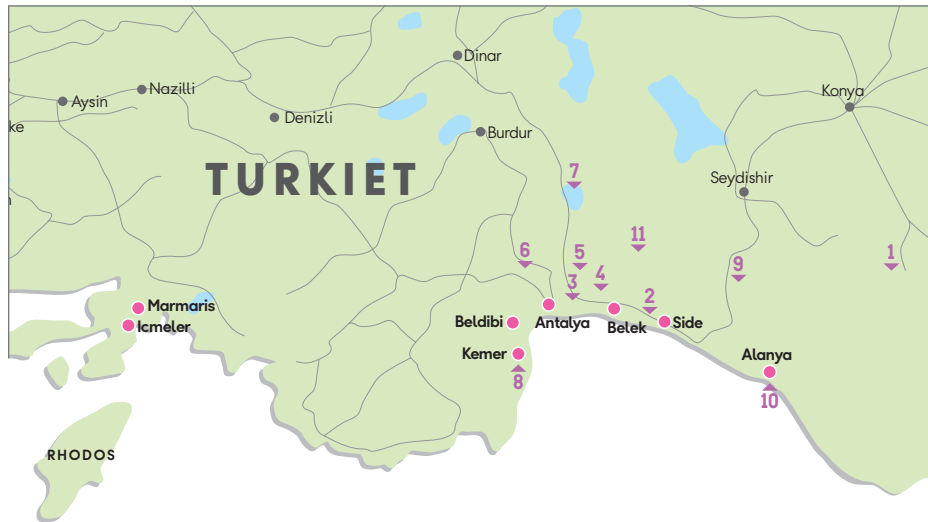 Dinar
Nazilli
Konya
Aysin
Denizli
ke
Burdur
TURKIET
7
Seydishir
11
6
5
1
9
4
3
2
Marmaris
Icmeler
Beldibi
Antalya
Belek
Side
Kemer
Alanya
8
10
RHODOS